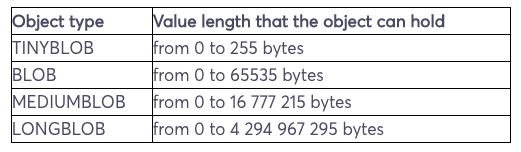 Object type Value length that the object can hold
TINYBLOB from 0 to 255 bytes
BLOB from 0 to 65535 bytes
MEDIUMBLOB from 0 to 16 777 215 bytes
LONGBLOB from 0 to 4 294 967 295 bytes